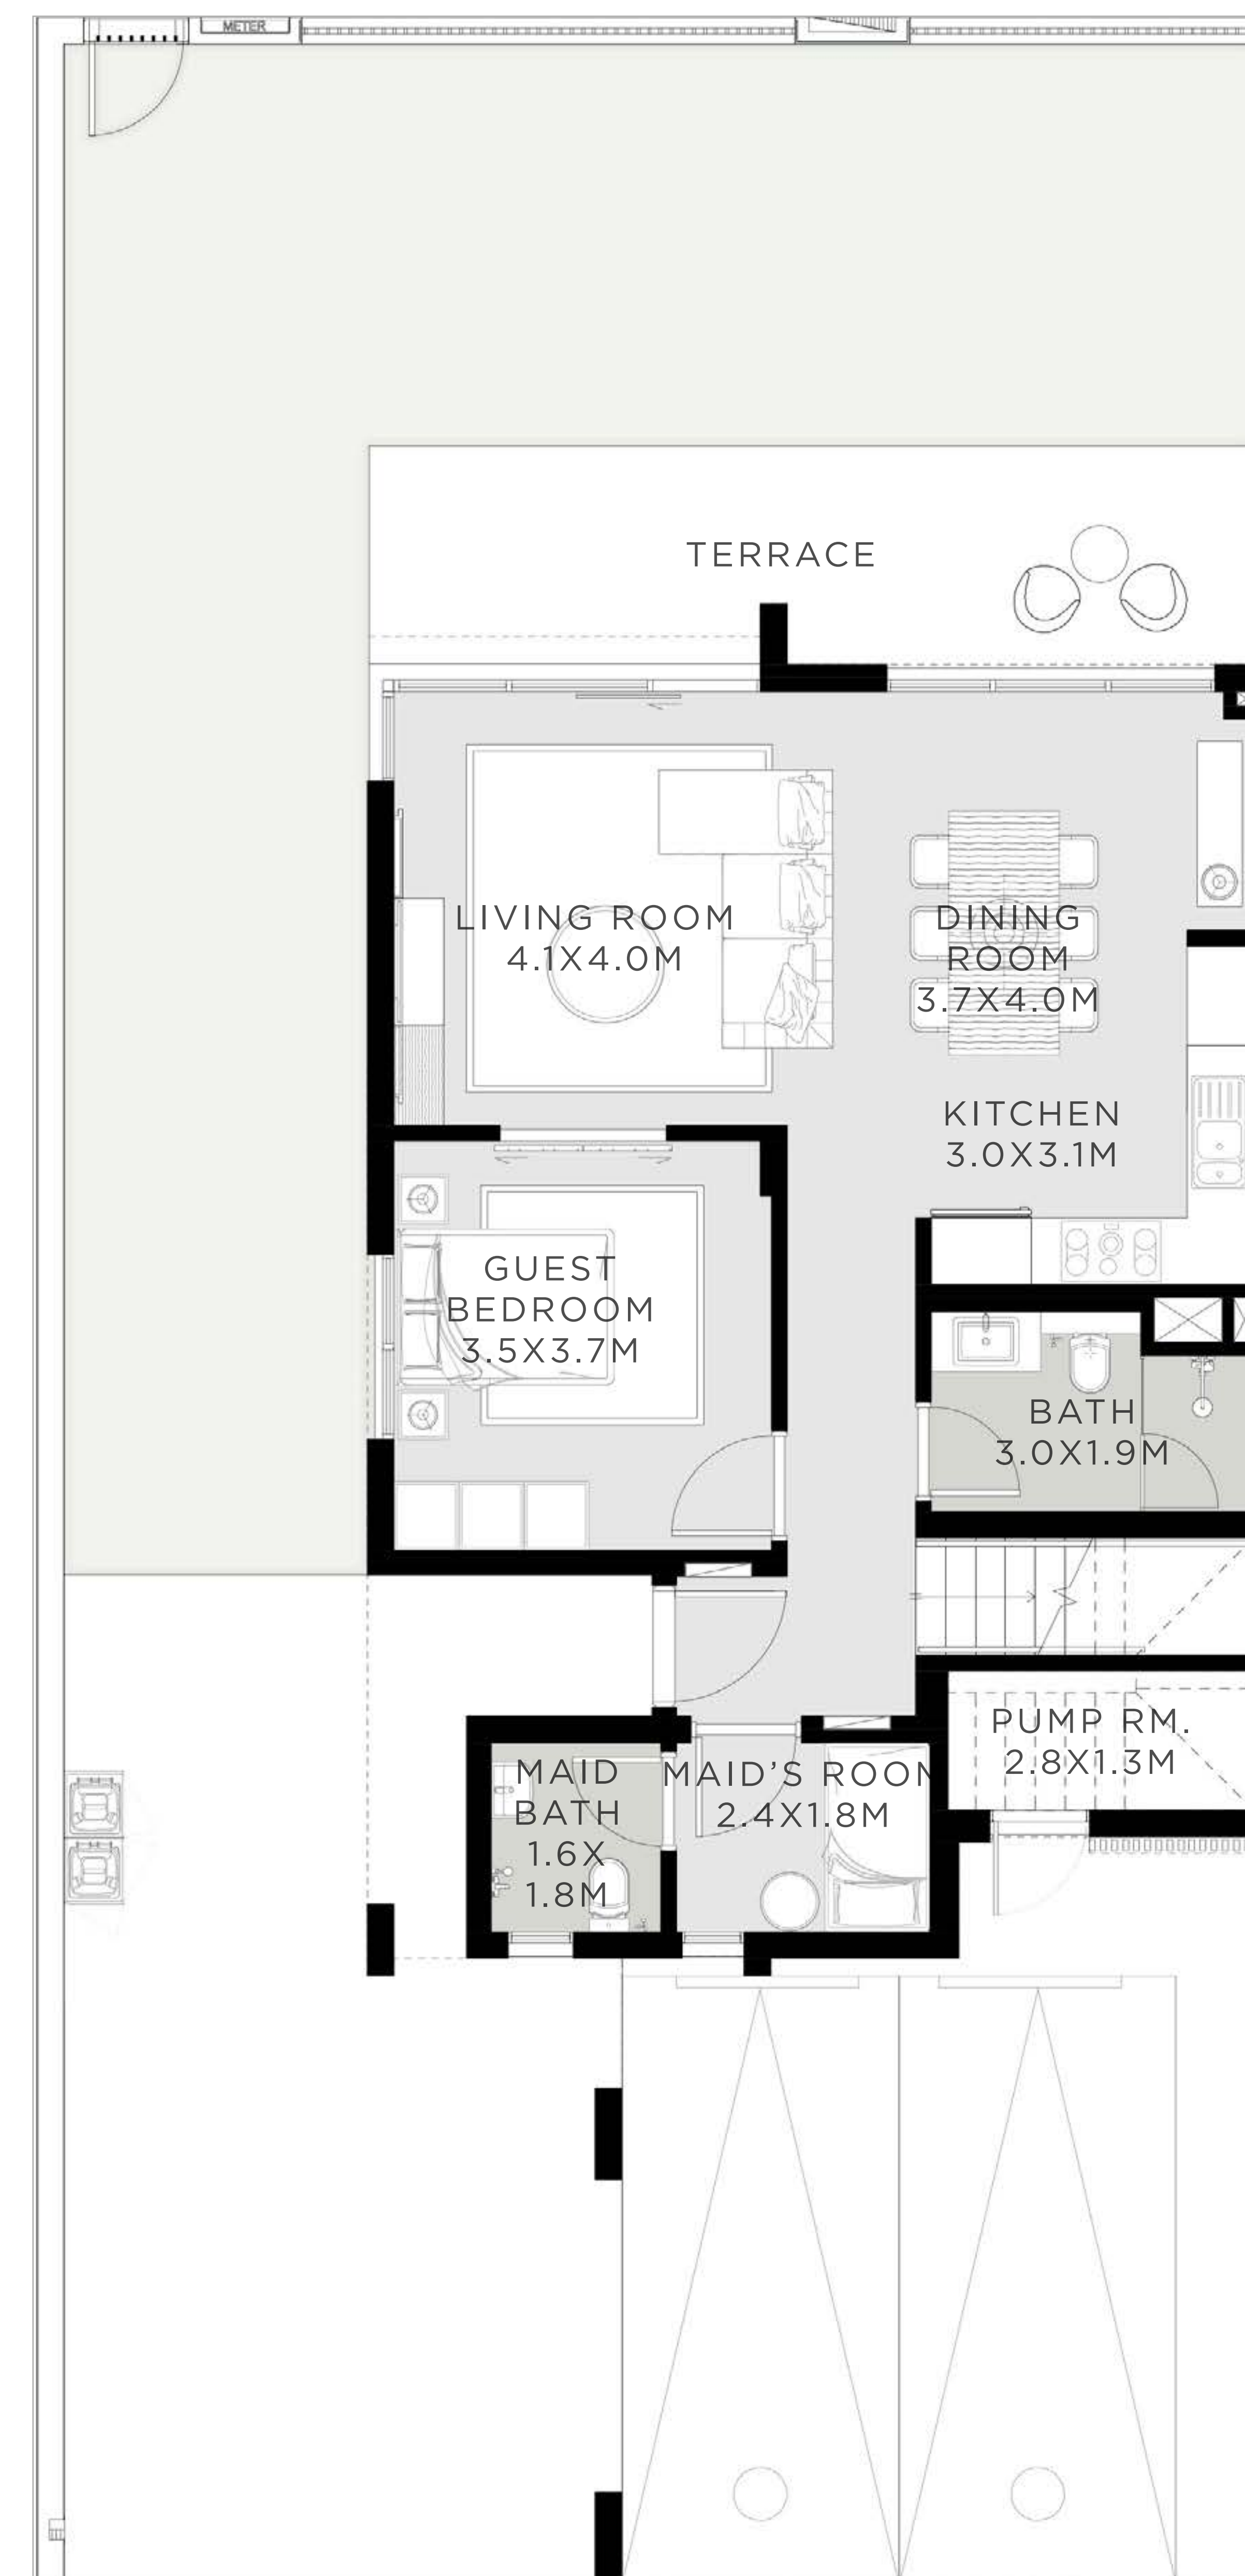 METER
TERRACE
LIVING ROOM
4.1X4.0M
DINING
ROOM
3.7X4.0M
KITCHEN
3.0X3.1M
GUEST
BEDROOM
3.5X3.7M
BATH
3.0X1.9M
PUMP RM.
2.8X1.3M
MAID
BATH
1.6X
1.8M
MAID'S ROOM
2.4X1.8M